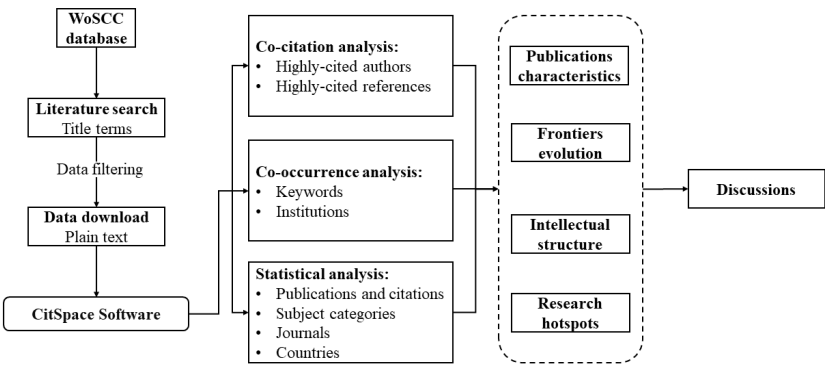 WoSCC
database
Literature search
Title terms
Data filtering
Data download
Plain text
CitSpace Software
Co-citation analysis:
• Highly-cited authors
• Highly-cited references
Co-occurrence analysis:
• Keywords
• Institutions
Statistical analysis:
• Publications and citations
• Subject categories
• Journals
• Countries
Publications
characteristics
Frontiers
evolution
Intellectual
structure
Research
hotspots
Discussions